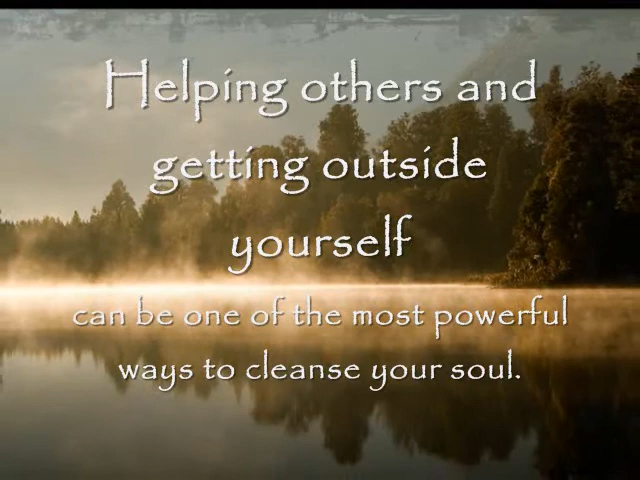 Helping others and
getting outside
yourself
can be one of the most powerful
ways to cleanse your soul.